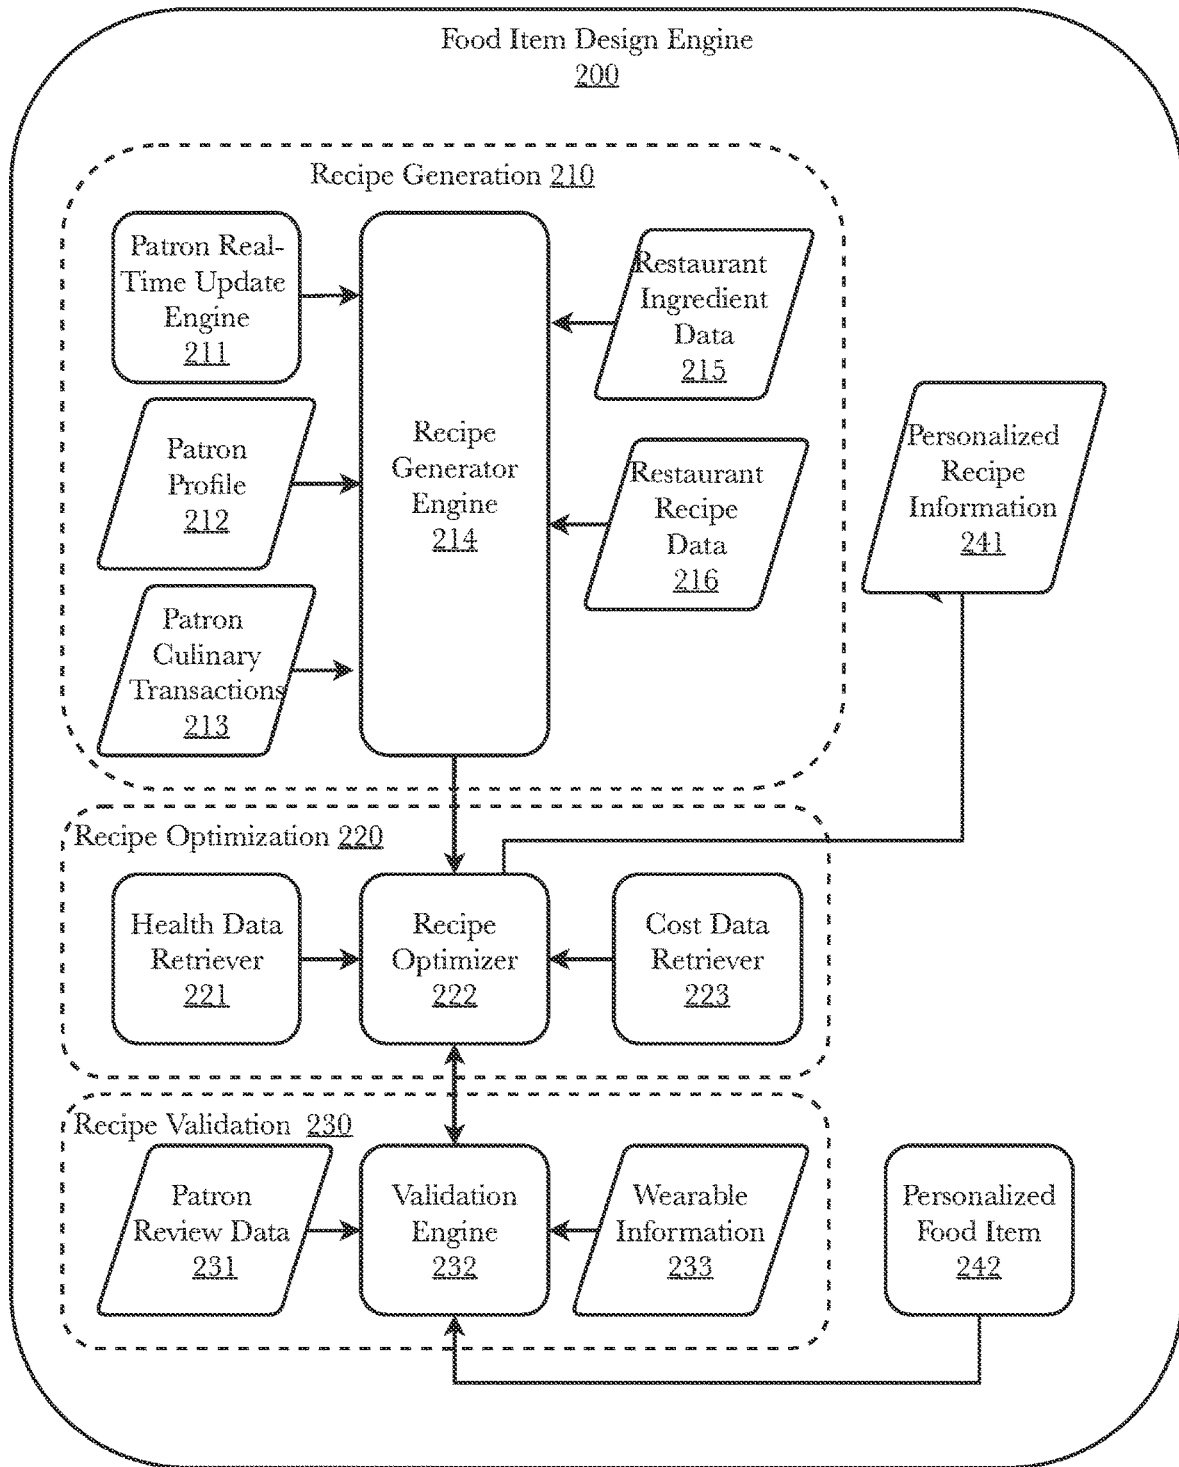 Food Item Design Engine
200
Recipe Generation 210
Patron Real-
Time Update
Engine
211
Patron
Profile
212
Patron
Culinary
Transactions
213
Recipe
Generator
Engine
214
Restaurant
Ingredient
Data
215
Restaurant
Recipe
Data
216
Personalized
Recipe
Information
241
Recipe Optimization 220
Health Data
Retriever
221
Recipe
Optimizer
222
Cost Data
Retriever
223
Recipe Validation 230
Patron
Review Data
231
Validation
Engine
232
Wearable
Information
233
Personalized
Food Item
242